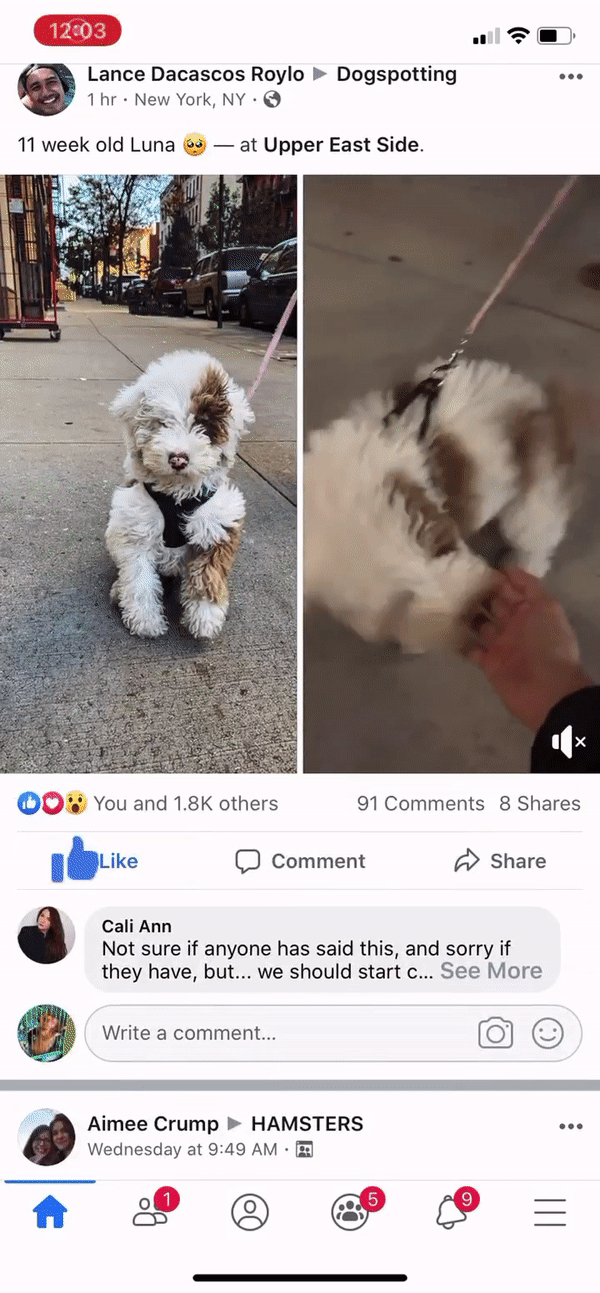 12:03
Lance Dacascos Roylo ▶ Dogspotting
1 hr · New York, NY ·
11 week old Luna 🥺 — at Upper East Side.
You and 1.8K others 91 Comments 8 Shares
Like Comment Share
Cali Ann
Not sure if anyone has said this, and sorry if
they have, but... we should start c... See More
Write a comment...
Aimee Crump ▶ HAMSTERS
Wednesday at 9:49 AM ·
1 5 9